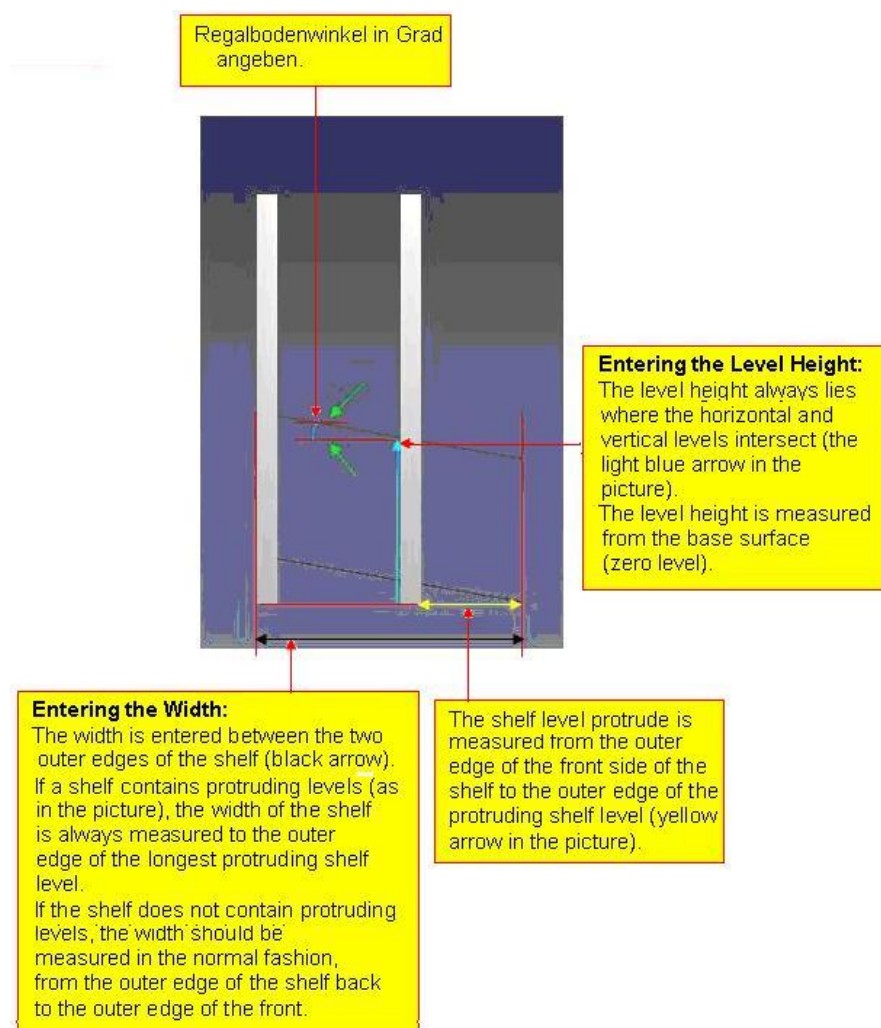 Regalbodenwinkel in Grad
angeben.
Entering the Level Height:
The level height always lies
where the horizontal and
vertical levels intersect (the
light blue arrow in the
picture).
The level height is measured
from the base surface
(zero level).
Entering the Width:
The width is entered between the two
outer edges of the shelf (black arrow).
If a shelf contains protruding levels (as
in the picture), the width of the shelf
is always measured to the outer
edge of the longest protruding shelf
level.
If the shelf does not contain protruding
levels, the width should be
measured in the normal fashion,
from the outer edge of the shelf back
to the outer edge of the front.
The shelf level protrude is
measured from the outer
edge of the front side of the
shelf to the outer edge of the
protruding shelf level (yellow
arrow in the picture).